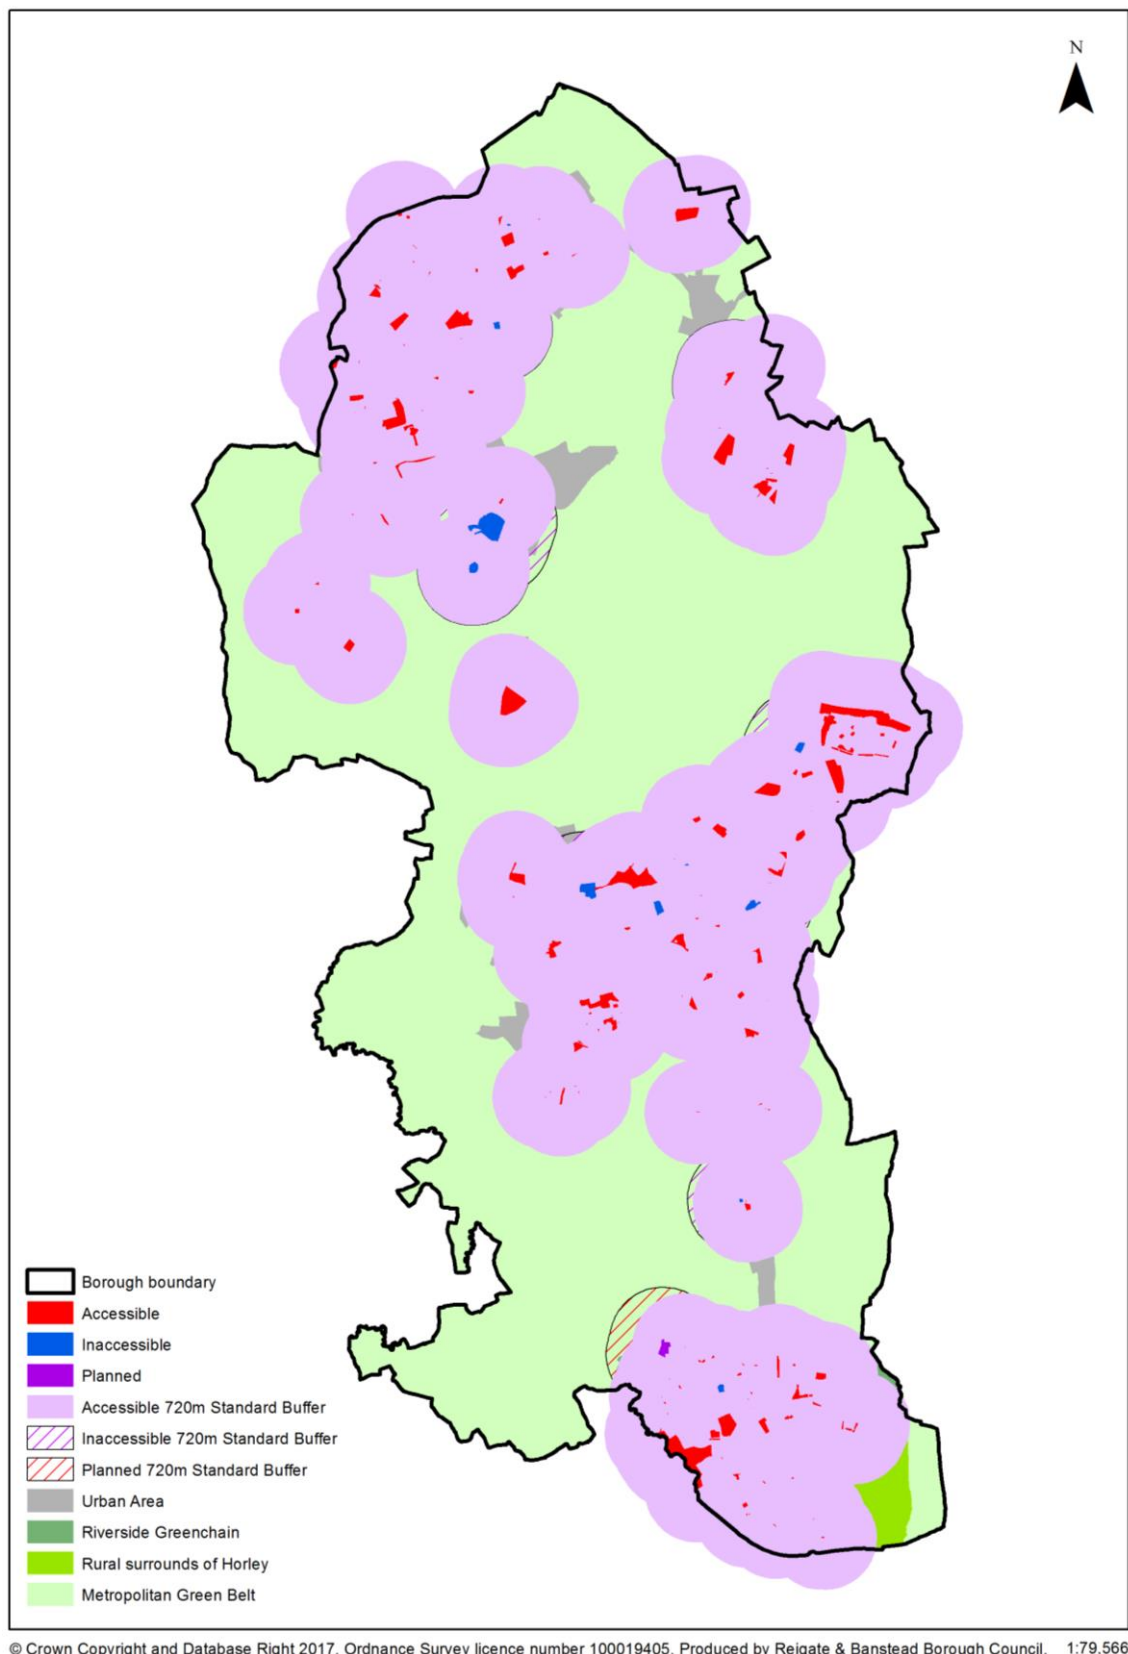 N
Borough boundary
Accessible
Inaccessible
Planned
Accessible 720m Standard Buffer
Inaccessible 720m Standard Buffer
Planned 720m Standard Buffer
Urban Area
Riverside Greenchain
Rural surrounds of Horley
Metropolitan Green Belt
© Crown Copyright and Database Right 2017. Ordnance Survey licence number 100019405. Produced by Reigate & Banstead Borough Council. 1:79,566